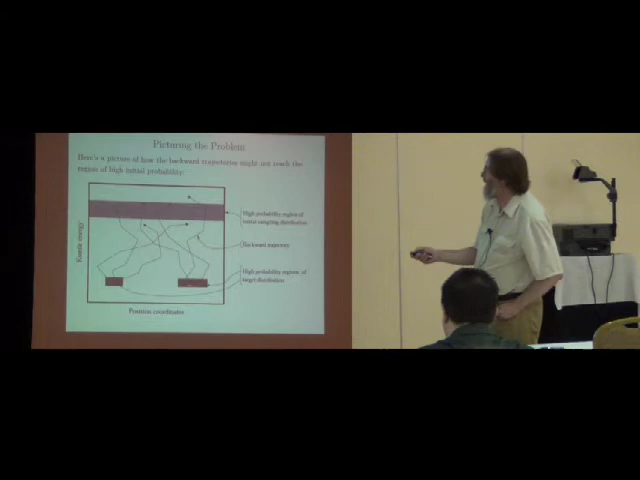 Picturing the Problem
Here's a picture of how the backward trajectories might not reach the
region of high initial probability:
High probability region of
initial sampling distribution
Backward trajectory
High probability regions of
target distribution
Kinetic energy
Position coordinates